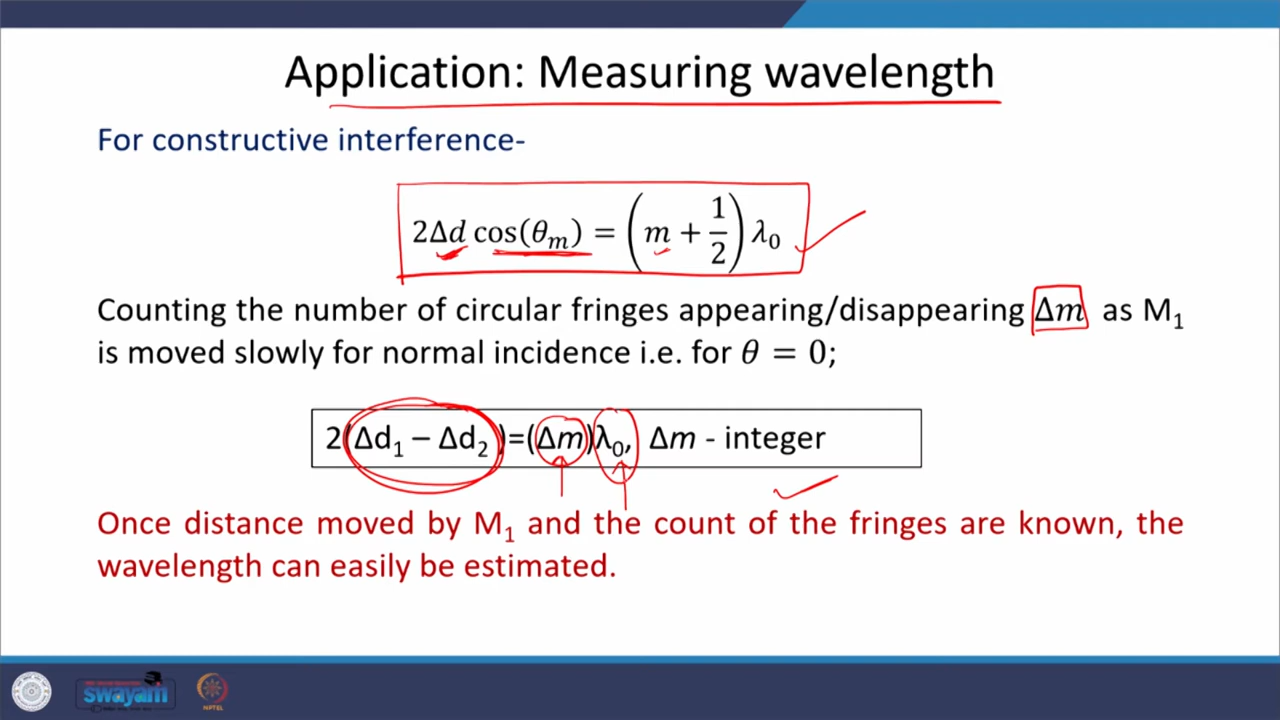 Application: Measuring wavelength
For constructive interference-
2Δd cos(θₘ) = (m + 1/2) λ₀
Counting the number of circular fringes appearing/disappearing Δm as M₁
is moved slowly for normal incidence i.e. for θ = 0;
2(Δd₁ − Δd₂)=(Δm)λ₀, Δm - integer
Once distance moved by M₁ and the count of the fringes are known, the
wavelength can easily be estimated.
swayam
NPTEL